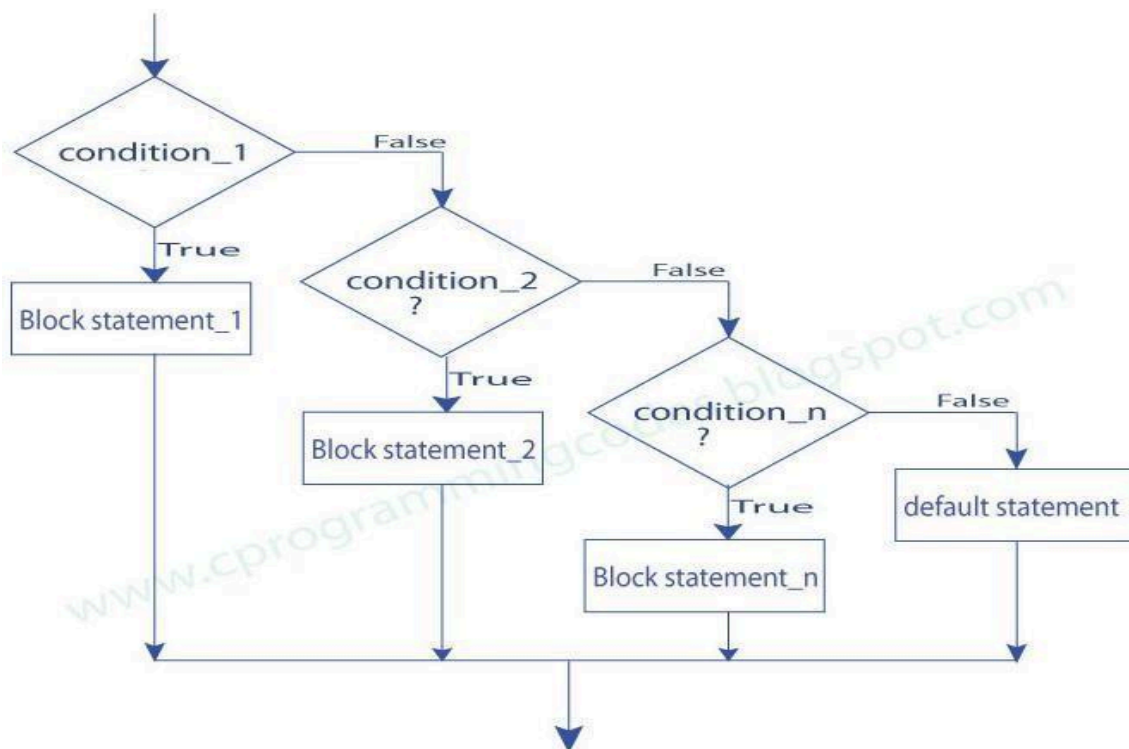 condition_1
False
True
Block statement_1
condition_2
?
False
True
Block statement_2
condition_n
?
False
True
Block statement_n
default statement
www.cprogrammingcodes.blogspot.com